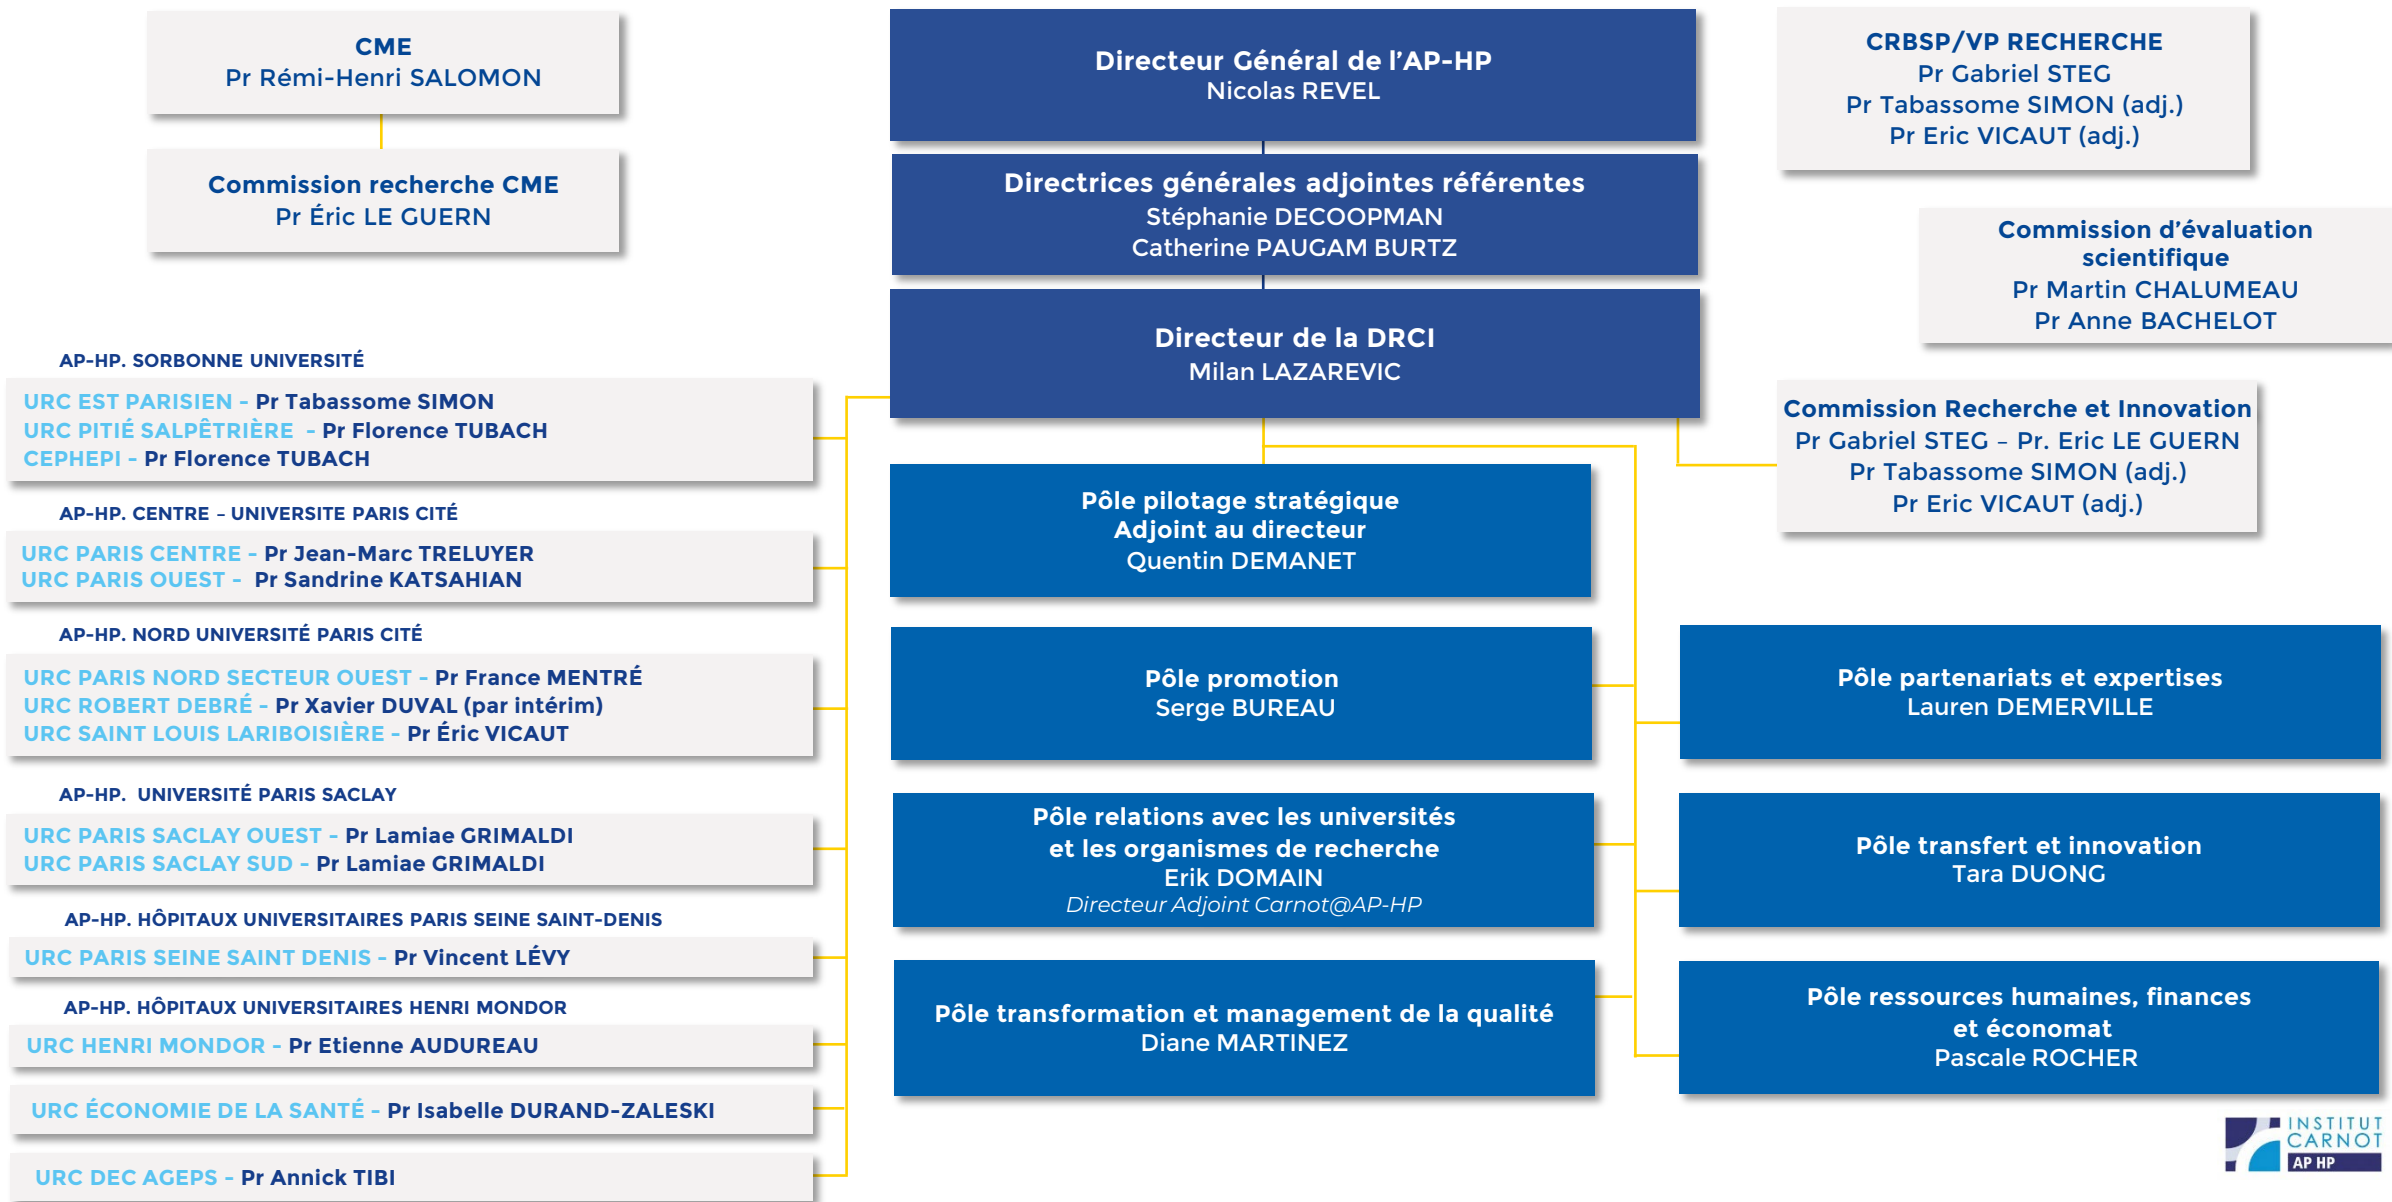 CME
Pr Rémi-Henri SALOMON
Commission recherche CME
Pr Éric LE GUERN
Directeur Général de l'AP-HP
Nicolas REVEL
Directrices générales adjointes référentes
Stéphanie DECOOPMAN
Catherine PAUGAM BURTZ
Directeur de la DRCI
Milan LAZAREVIC
CRBSP/VP RECHERCHE
Pr Gabriel STEG
Pr Tabassome SIMON (adj.)
Pr Eric VICAUT (adj.)
Commission d'évaluation
scientifique
Pr Martin CHALUMEAU
Pr Anne BACHELOT
Commission Recherche et Innovation
Pr Gabriel STEG – Pr. Eric LE GUERN
Pr Tabassome SIMON (adj.)
Pr Eric VICAUT (adj.)
AP-HP. SORBONNE UNIVERSITÉ
URC EST PARISIEN - Pr Tabassome SIMON
URC PITIÉ SALPÊTRIÈRE - Pr Florence TUBACH
CEPHEPI - Pr Florence TUBACH
AP-HP. CENTRE – UNIVERSITE PARIS CITÉ
URC PARIS CENTRE - Pr Jean-Marc TRELUYER
URC PARIS OUEST - Pr Sandrine KATSAHIAN
AP-HP. NORD UNIVERSITÉ PARIS CITÉ
URC PARIS NORD SECTEUR OUEST - Pr France MENTRÉ
URC ROBERT DEBRÉ - Pr Xavier DUVAL (par intérim)
URC SAINT LOUIS LARIBOISIÈRE - Pr Éric VICAUT
AP-HP. UNIVERSITÉ PARIS SACLAY
URC PARIS SACLAY OUEST - Pr Lamiae GRIMALDI
URC PARIS SACLAY SUD - Pr Lamiae GRIMALDI
AP-HP. HÔPITAUX UNIVERSITAIRES PARIS SEINE SAINT-DENIS
URC PARIS SEINE SAINT DENIS - Pr Vincent LÉVY
AP-HP. HÔPITAUX UNIVERSITAIRES HENRI MONDOR
URC HENRI MONDOR - Pr Etienne AUDUREAU
URC ÉCONOMIE DE LA SANTÉ - Pr Isabelle DURAND-ZALESKI
URC DEC AGEPS - Pr Annick TIBI
Pôle pilotage stratégique
Adjoint au directeur
Quentin DEMANET
Pôle promotion
Serge BUREAU
Pôle relations avec les universités
et les organismes de recherche
Erik DOMAIN
Directeur Adjoint Carnot@AP-HP
Pôle transformation et management de la qualité
Diane MARTINEZ
Pôle partenariats et expertises
Lauren DEMERVILLE
Pôle transfert et innovation
Tara DUONG
Pôle ressources humaines, finances
et économat
Pascale ROCHER
INSTITUT
CARNOT
AP HP